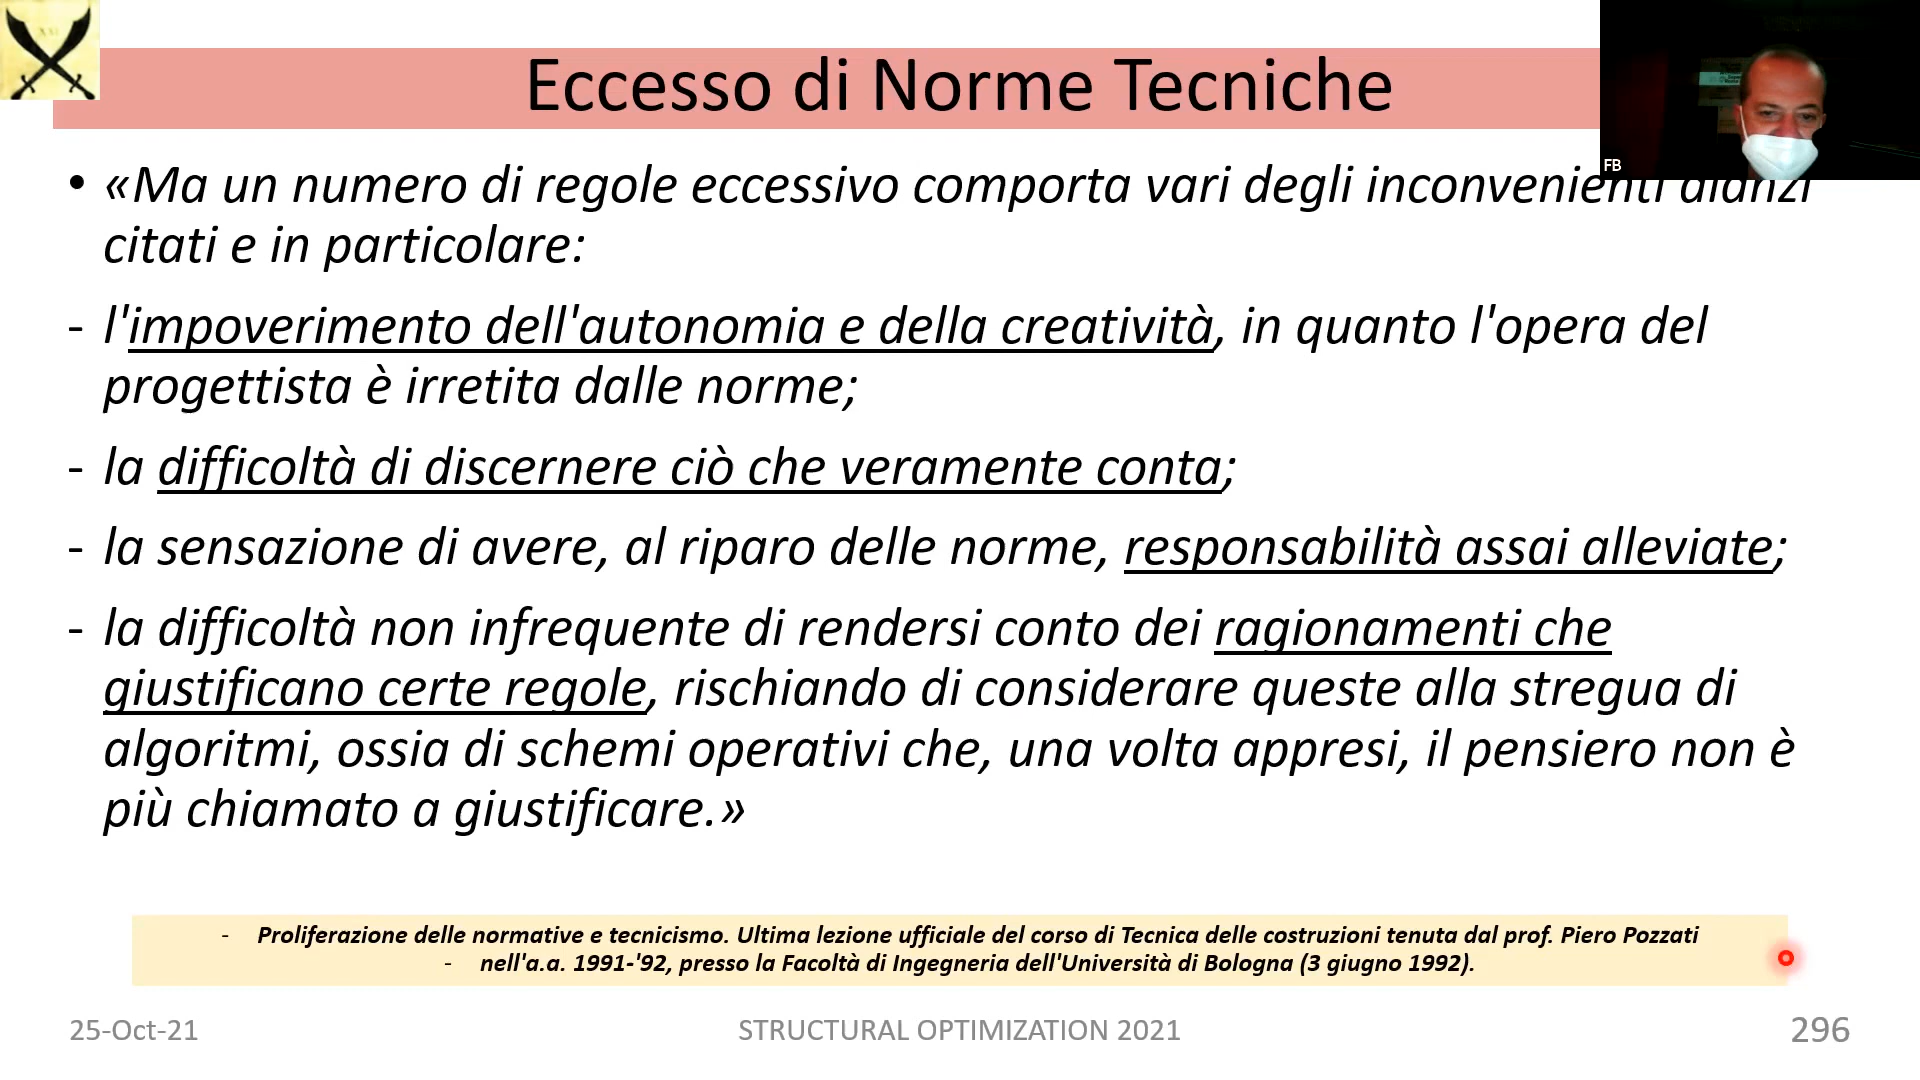 Eccesso di Norme Tecniche
FB
• «Ma un numero di regole eccessivo comporta vari degli inconvenienti dianzi
citati e in particolare:
- l'impoverimento dell'autonomia e della creatività, in quanto l'opera del
progettista è irretita dalle norme;
- la difficoltà di discernere ciò che veramente conta;
- la sensazione di avere, al riparo delle norme, responsabilità assai alleviate;
- la difficoltà non infrequente di rendersi conto dei ragionamenti che
giustificano certe regole, rischiando di considerare queste alla stregua di
algoritmi, ossia di schemi operativi che, una volta appresi, il pensiero non è
più chiamato a giustificare.»
- Proliferazione delle normative e tecnicismo. Ultima lezione ufficiale del corso di Tecnica delle costruzioni tenuta dal prof. Piero Pozzati
- nell'a.a. 1991-'92, presso la Facoltà di Ingegneria dell'Università di Bologna (3 giugno 1992).
25-Oct-21
STRUCTURAL OPTIMIZATION 2021
296